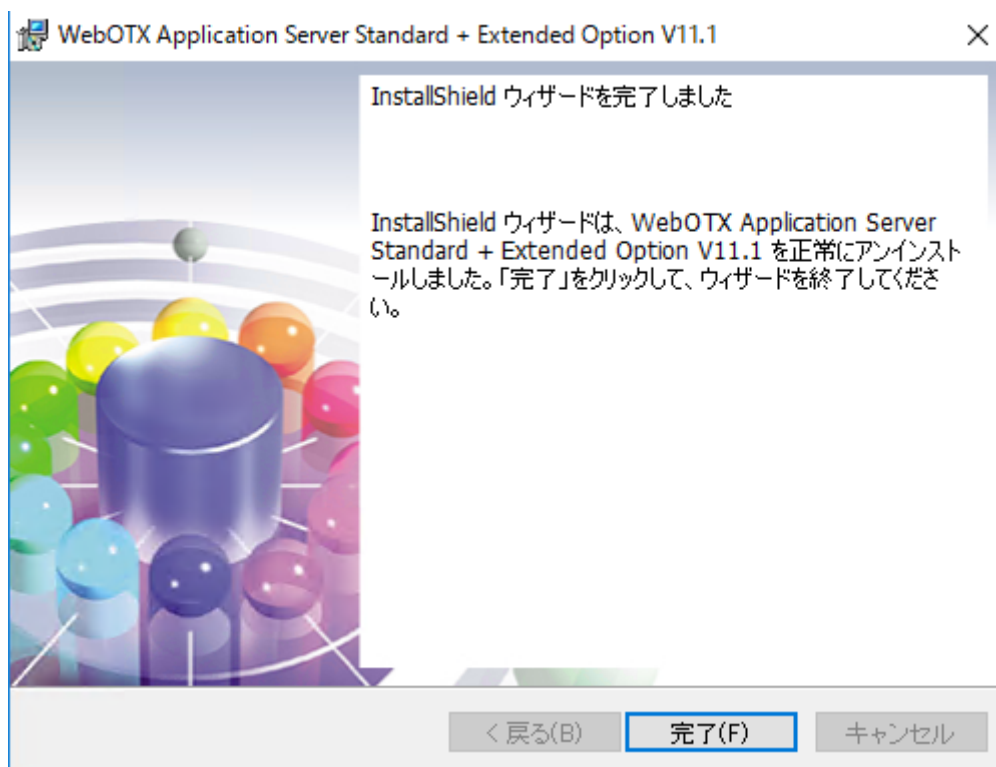 WebOTX Application Server Standard + Extended Option V11.1
InstallShield ウィザードを完了しました
InstallShield ウィザードは、WebOTX Application Server
Standard + Extended Option V11.1 を正常にアンインスト
ールしました。「完了」をクリックして、ウィザードを終了してくださ
い。
< 戻る(B)
完了(F)
キャンセル